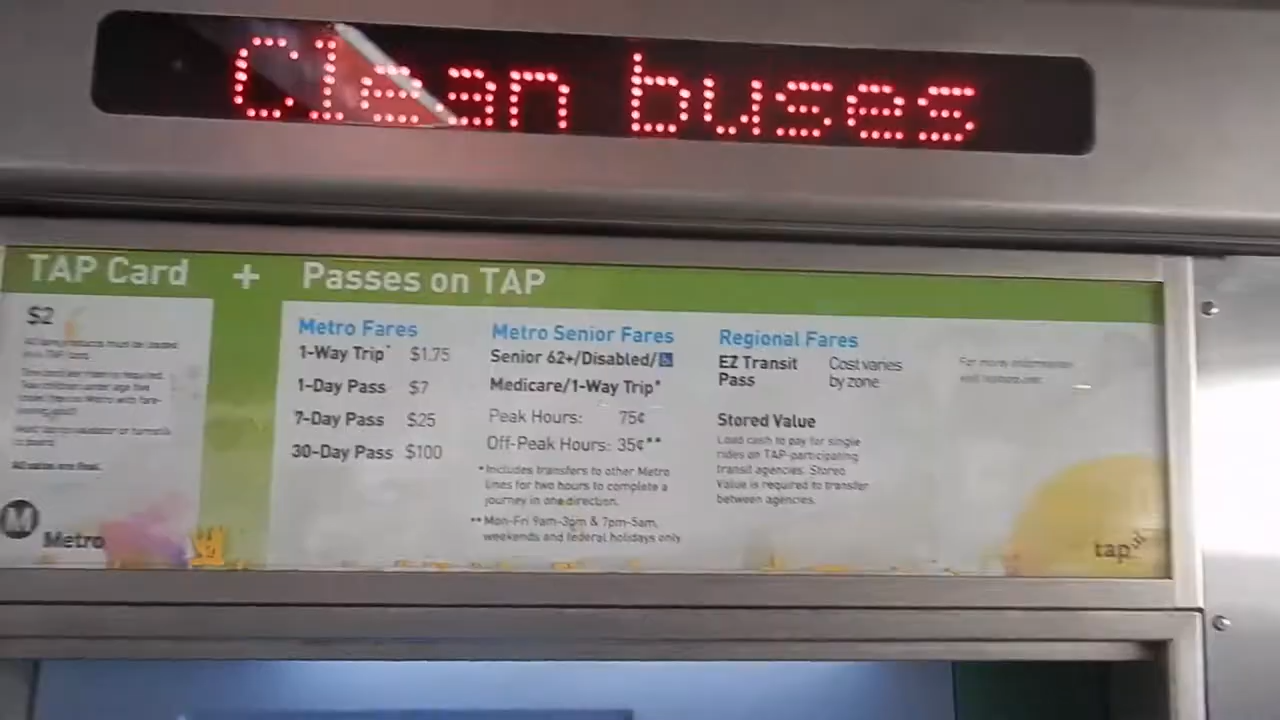 Clean buses
TAP Card + Passes on TAP
$2
All value are final.
M
Metro
Metro Fares
1-Way Trip* $1.75
1-Day Pass $7
7-Day Pass $25
30-Day Pass $100
Metro Senior Fares
Senior 62+/Disabled/
Medicare/1-Way Trip*
Peak Hours: 75¢
Off-Peak Hours: 35¢**
*Includes transfers to other Metro
lines for two hours to complete a
journey in one direction.
**Mon-Fri 9am-3pm & 7pm-5am,
weekends and federal holidays only
Regional Fares
EZ Transit Cost varies
Pass by zone
Stored Value
Load cash to pay for single
rides on TAP-participating
transit agencies. Stored
Value is required to transfer
between agencies.
For more information
visit
tap